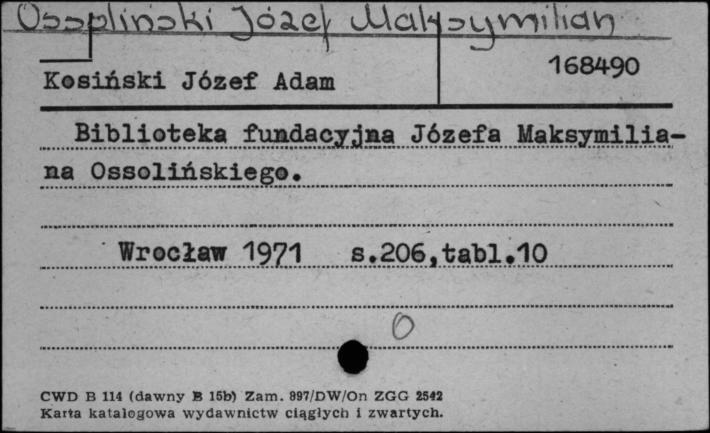 Ossoliński Józef Maksymilian
168490
Kosiński Józef Adam
Biblioteka fundacyjna Józefa Maksymilia-
na Ossolińskiego.
Wrocław 1971 s.206,tabl.10
0
CWD B 114 (dawny B 15b) Zam. 897/DW/On ZGG 2542
Karta katalogowa wydawnictw ciągłych i zwartych.